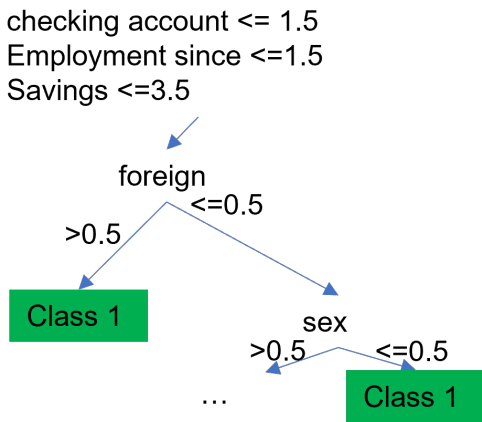 checking account <= 1.5
Employment since <=1.5
Savings <=3.5
foreign
>0.5
<=0.5
Class 1
sex
>0.5
<=0.5
...
Class 1